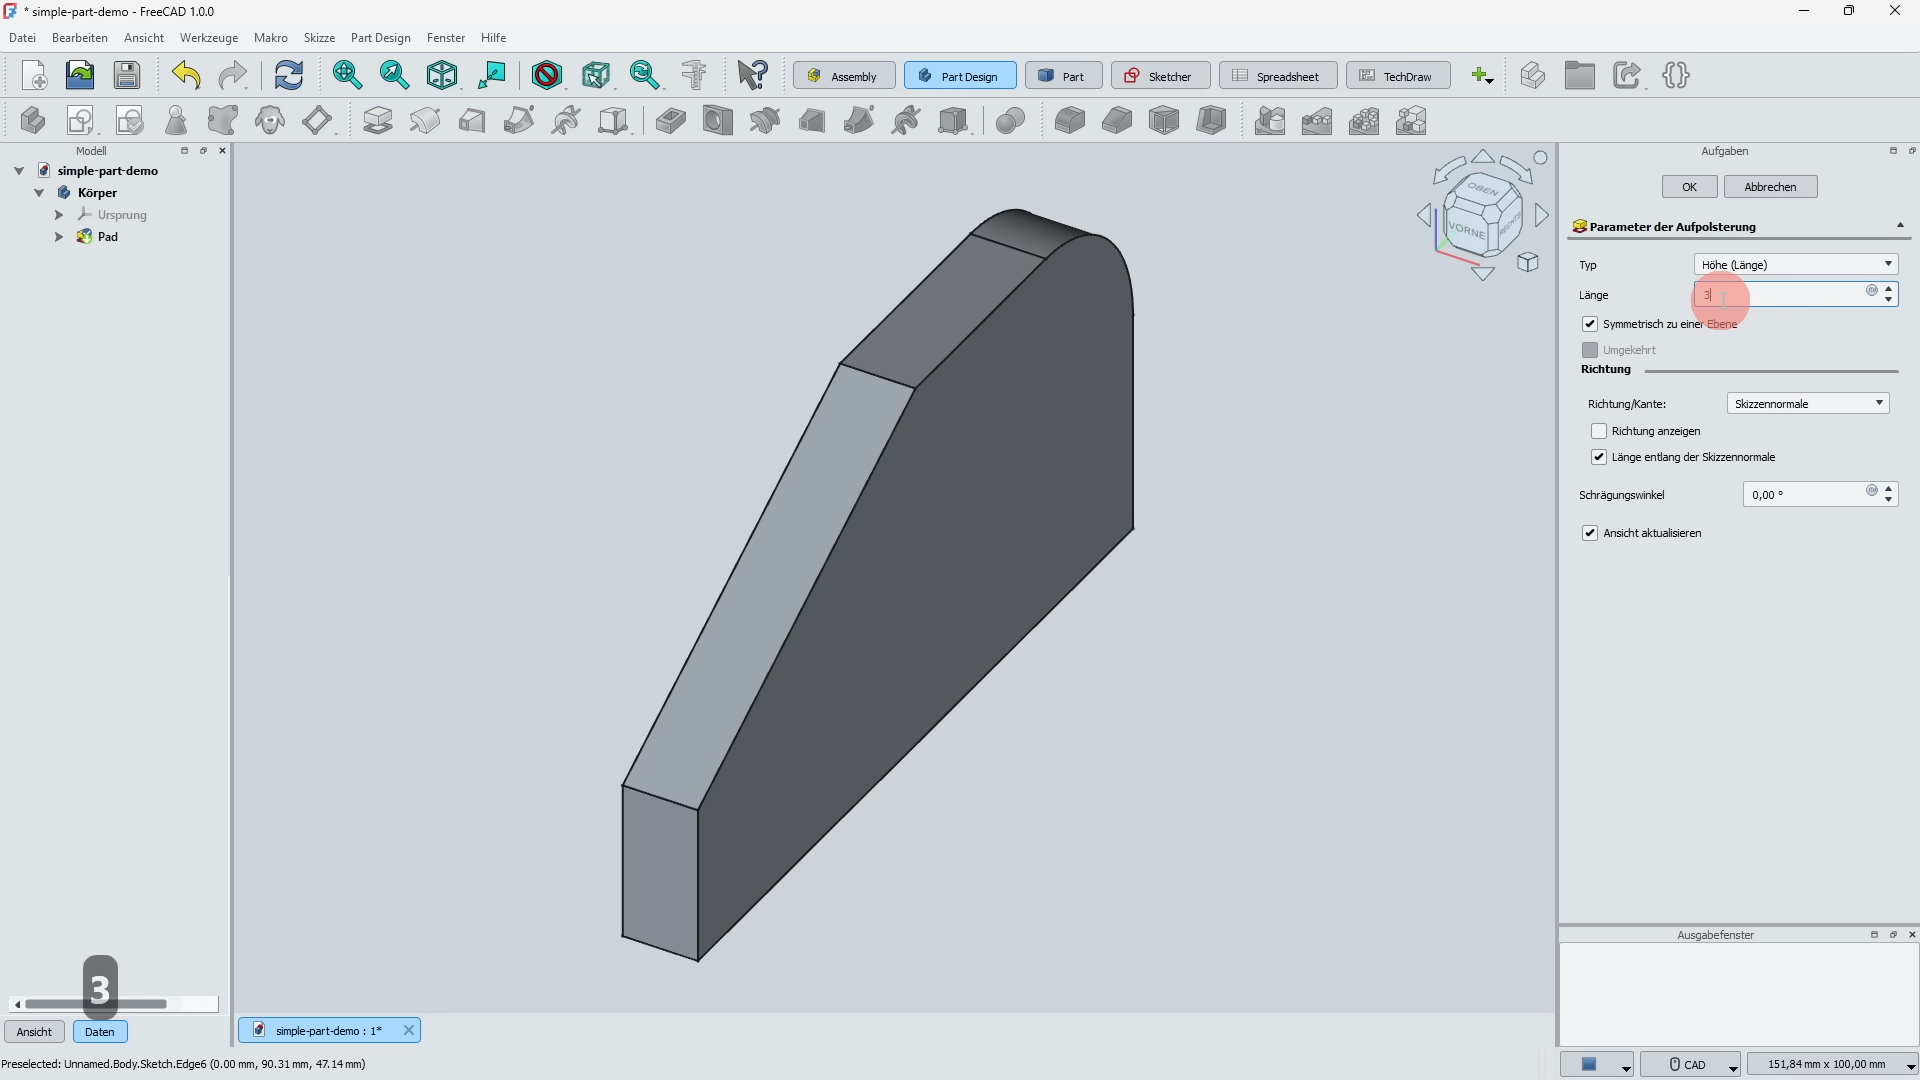 * simple-part-demo - FreeCAD 1.0.0
Datei Bearbeiten Ansicht Werkzeuge Makro Skizze Part Design Fenster Hilfe
Assembly Part Design Part Sketcher Spreadsheet TechDraw
Modell
simple-part-demo
Körper
Ursprung
Pad
3
Ansicht Daten
OBEN
VORNE
RECHTS
simple-part-demo : 1*
Aufgaben
OK Abbrechen
Parameter der Aufpolsterung
Typ Höhe (Länge)
Länge 3
Symmetrisch zu einer Ebene
Umgekehrt
Richtung
Richtung/Kante: Skizzennormale
Richtung anzeigen
Länge entlang der Skizzennormale
Schrägungswinkel 0,00 °
Ansicht aktualisieren
Ausgabefenster
Preselected: Unnamed.Body.Sketch.Edge6 (0.00 mm, 90.31 mm, 47.14 mm)
CAD 151,84 mm x 100,00 mm